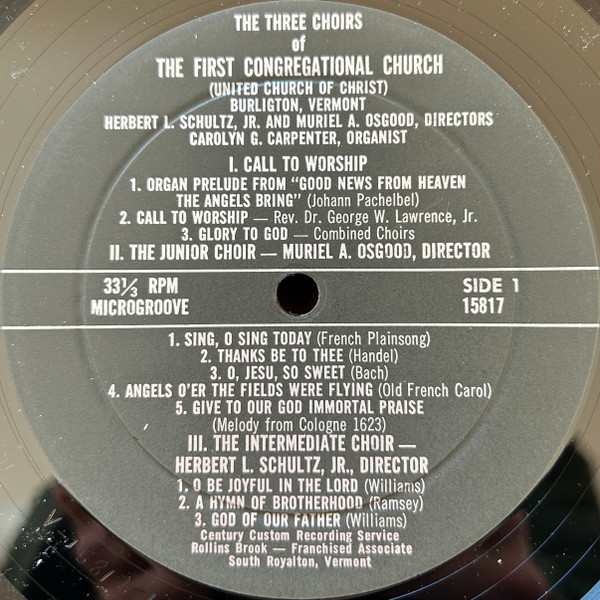 THE THREE CHOIRS
of
THE FIRST CONGREGATIONAL CHURCH
(UNITED CHURCH OF CHRIST)
BURLIGTON, VERMONT
HERBERT L. SCHULTZ, JR. AND MURIEL A. OSGOOD, DIRECTORS
CAROLYN G. CARPENTER, ORGANIST
I. CALL TO WORSHIP
1. ORGAN PRELUDE FROM "GOOD NEWS FROM HEAVEN
THE ANGELS BRING" (Johann Pachelbel)
2. CALL TO WORSHIP — Rev. Dr. George W. Lawrence, Jr.
3. GLORY TO GOD — Combined Choirs
II. THE JUNIOR CHOIR — MURIEL A. OSGOOD, DIRECTOR
33⅓ RPM
MICROGROOVE
SIDE 1
15817
1. SING, O SING TODAY (French Plainsong)
2. THANKS BE TO THEE (Handel)
3. O, JESU, SO SWEET (Bach)
4. ANGELS O'ER THE FIELDS WERE FLYING (Old French Carol)
5. GIVE TO OUR GOD IMMORTAL PRAISE
(Melody from Cologne 1623)
III. THE INTERMEDIATE CHOIR —
HERBERT L. SCHULTZ, JR., DIRECTOR
1. O BE JOYFUL IN THE LORD (Williams)
2. A HYMN OF BROTHERHOOD (Ramsey)
3. GOD OF OUR FATHER (Williams)
Century Custom Recording Service
Rollins Brook — Franchised Associate
South Royalton, Vermont